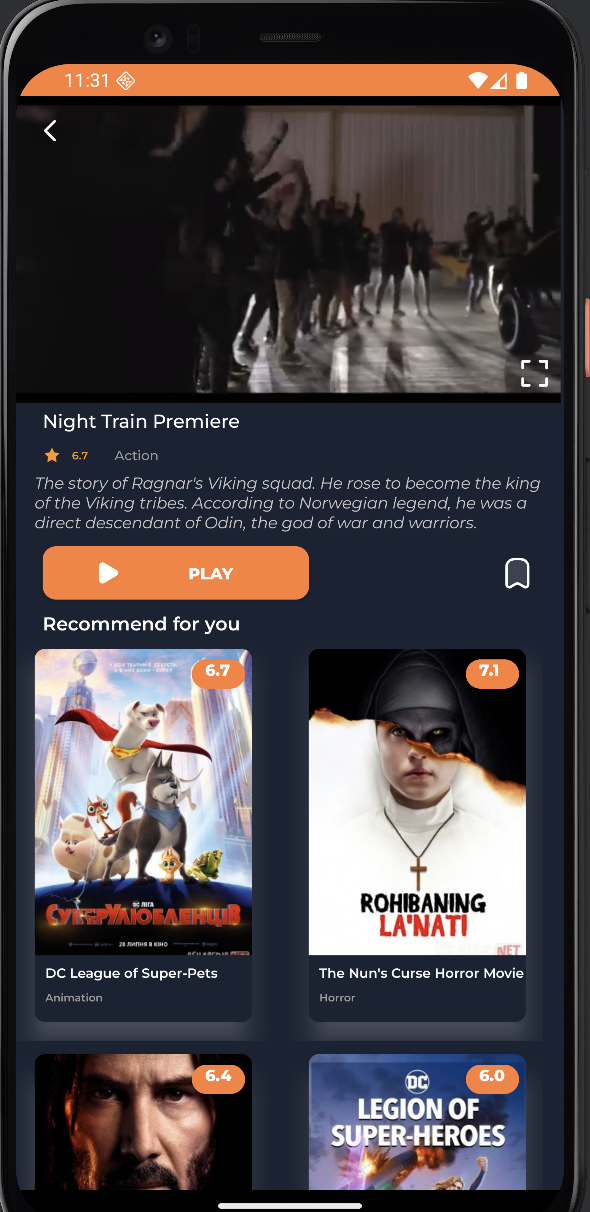 11:31
Night Train Premiere
6.7 Action
The story of Ragnar's Viking squad. He rose to become the king
of the Viking tribes. According to Norwegian legend, he was a
direct descendant of Odin, the god of war and warriors.
PLAY
Recommend for you
6.7
DC ЛІГА
СУПЕРУЛЮБЛЕНЦІВ
28 ЛИПНЯ В КІНО
DC League of Super-Pets
Animation
7.1
ROHIBANING
LA'NATI
NET
The Nun's Curse Horror Movie
Horror
6.4
6.0
DC
LEGION OF
SUPER-HEROES